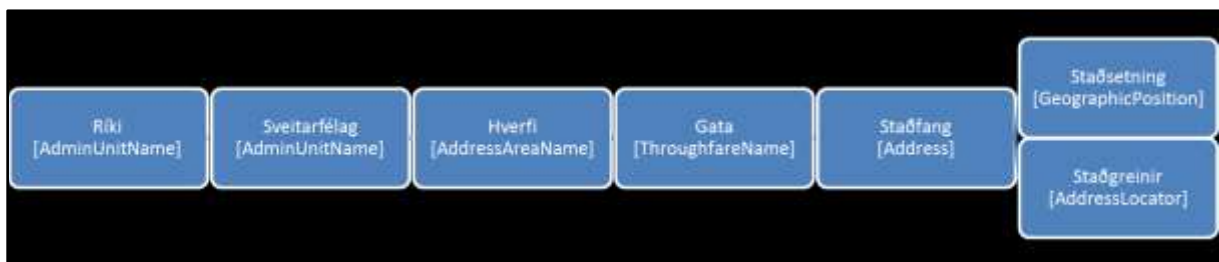 Ríki
[AdminUnitName]
Sveitarfélag
[AdminUnitName]
Hverfi
[AddressAreaName]
Gata
[ThroughfareName]
Staðfang
[Address]
Staðsetning
[GeographicPosition]
Staðgreinir
[AddressLocator]